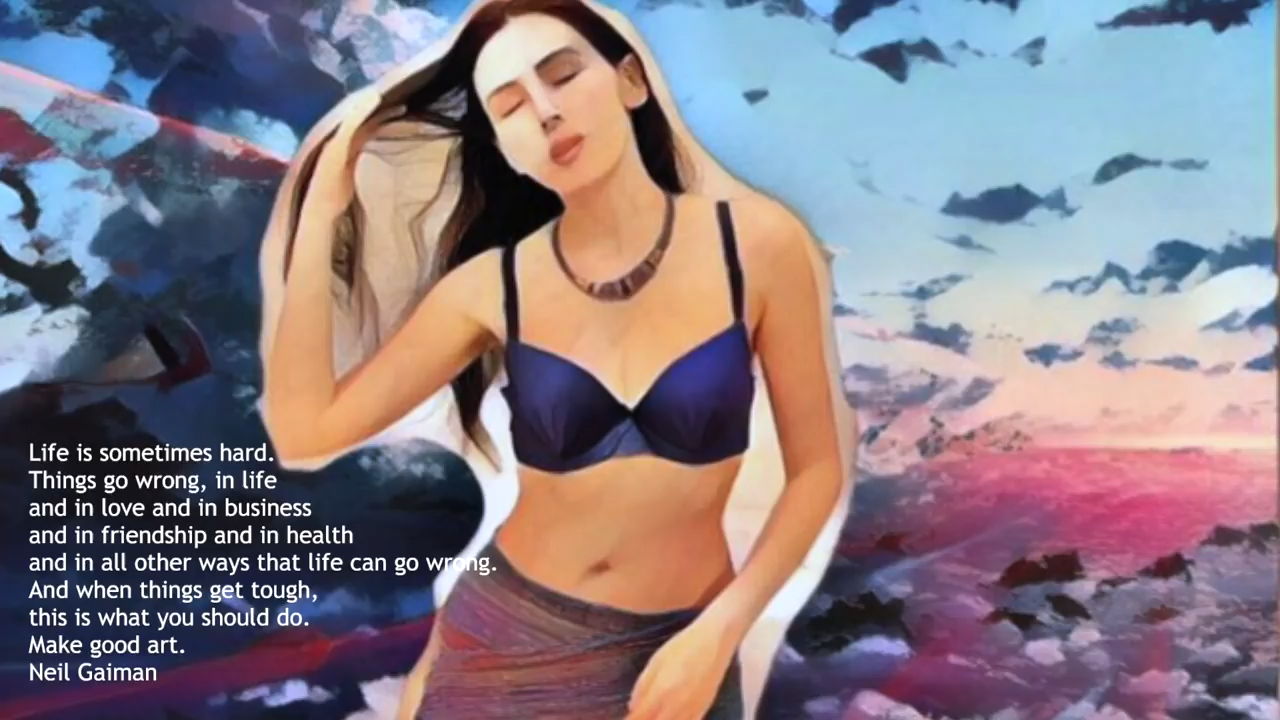 Life is sometimes hard.
Things go wrong, in life
and in love and in business
and in friendship and in health
and in all other ways that life can go wrong.
And when things get tough,
this is what you should do.
Make good art.
Neil Gaiman